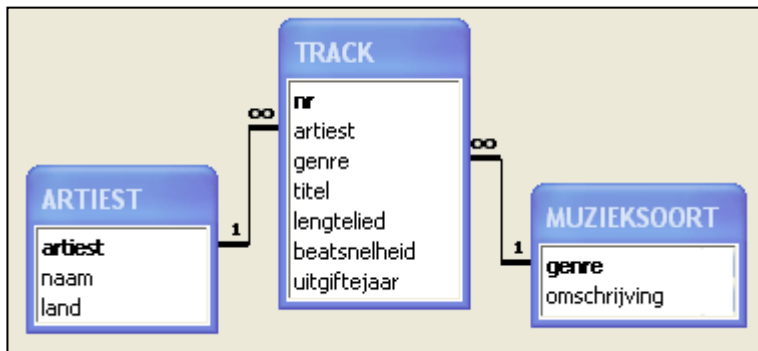 TRACK
nr
artiest
genre
titel
lengtelied
beatsnelheid
uitgiftejaar
∞
∞
ARTIEST
artiest
naam
land
1
MUZIEKSOORT
genre
omschrijving
1